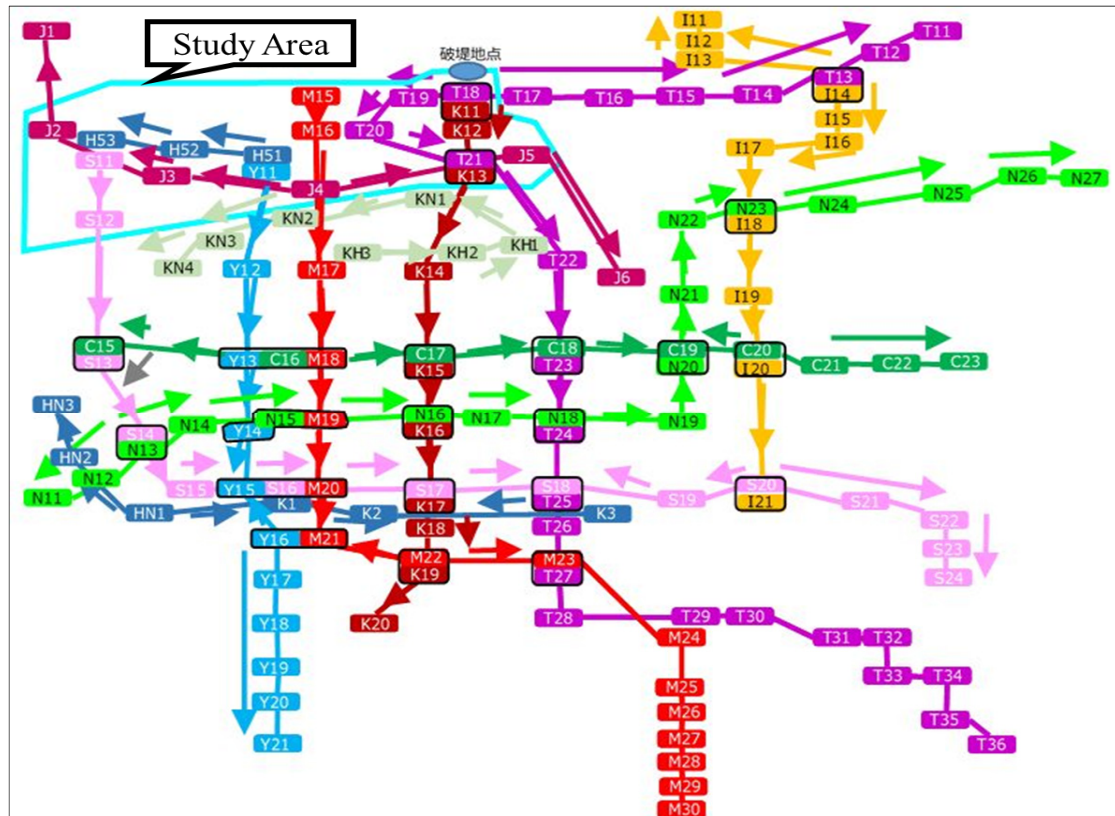 J1
I11
T11
Study Area
破堤地点
I12
T12
I13
T18
T13
M15
T19
K11
T17
T16
T15
T14
I14
J2
M16
T20
K12
I15
H53
H52
H51
T21
J5
I17
I16
S11
Y11
K13
J3
J4
KN1
N26
N27
S12
KN2
N22
N23
N24
N25
KN3
KH3
KH2
KH1
I18
KN4
Y12
M17
K14
T22
J6
N21
I19
C15
Y13
C16
M18
C17
C18
C19
C20
S13
K15
T23
N20
I20
C21
C22
C23
HN3
N14
N15
M19
N16
N17
N18
N19
S14
Y14
K16
T24
N13
HN2
N12
N11
S15
Y15
S16
M20
S17
S18
S19
S20
S21
HN1
K1
K2
K17
T25
K3
I21
K18
T26
S22
Y16
M21
M22
M23
S23
Y17
K19
T27
S24
Y18
K20
T28
T29
T30
M24
T31
T32
Y19
T33
T34
M25
Y20
M26
T35
Y21
M27
T36
M28
M29
M30